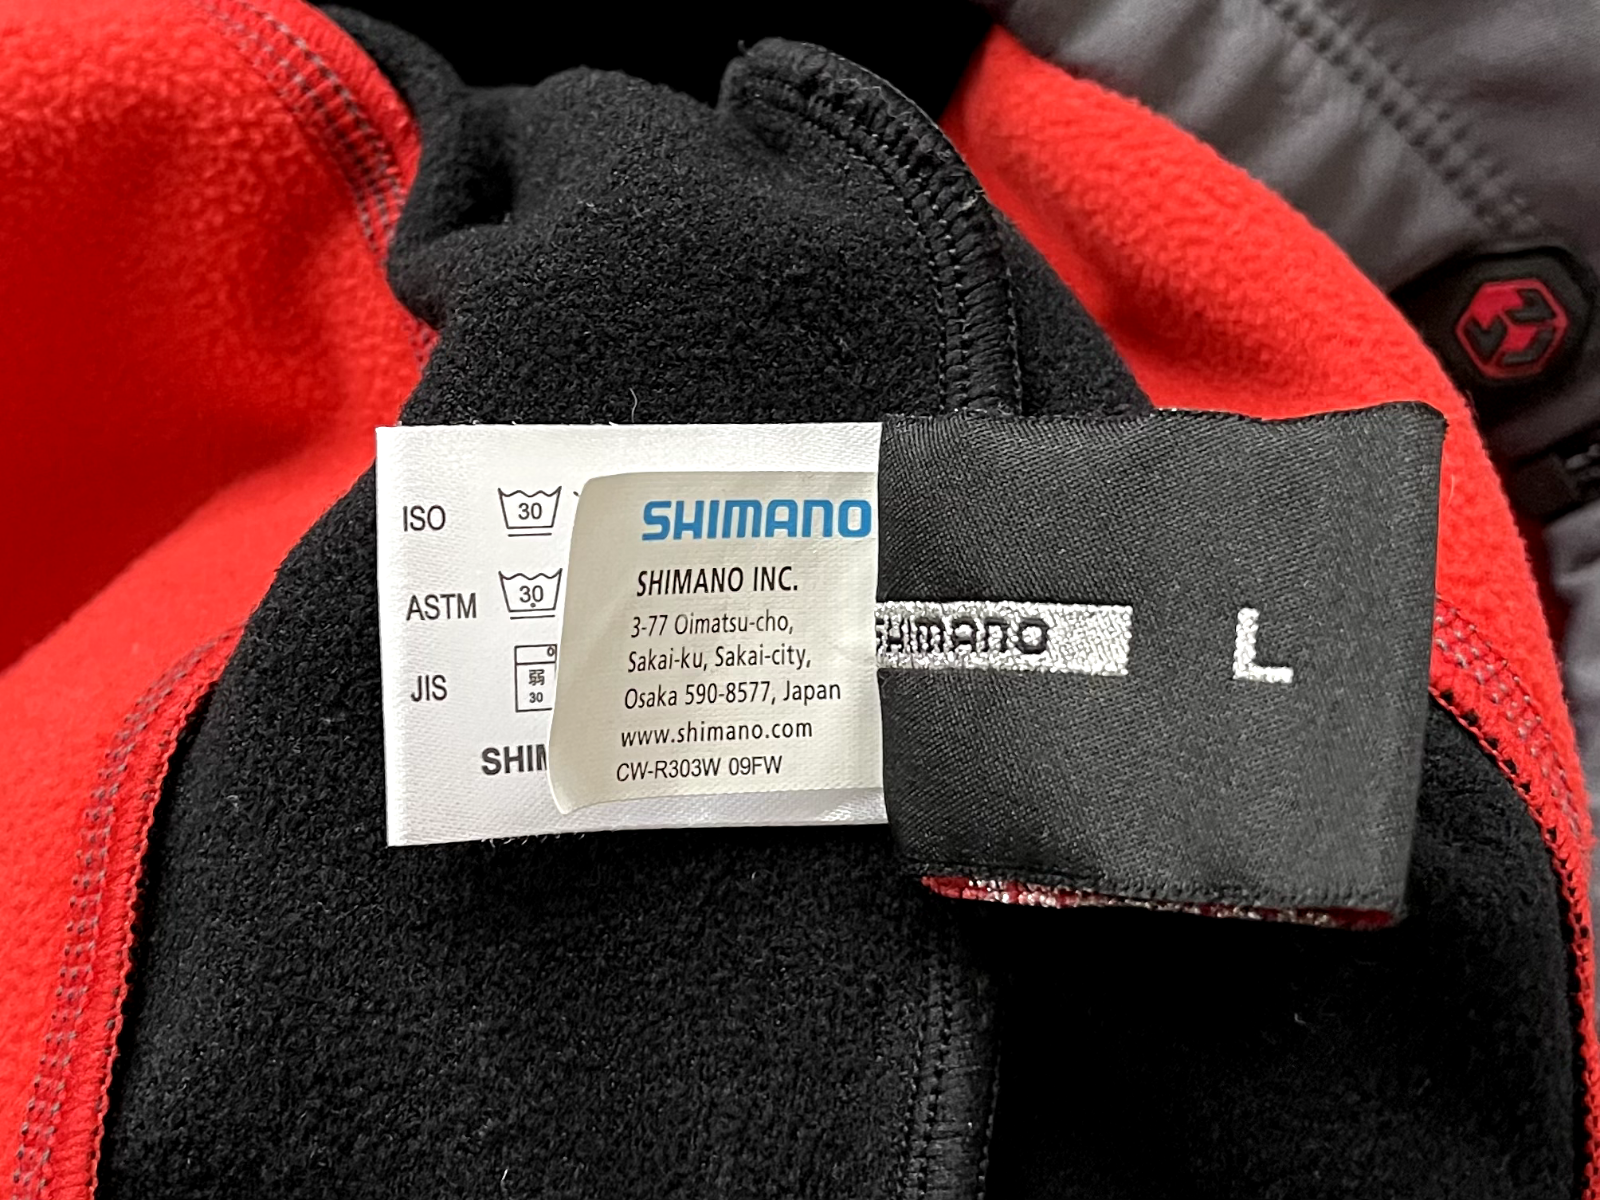 ISO 30
ASTM 30
JIS 弱 30
SHIM
SHIMANO
SHIMANO INC.
3-77 Oimatsu-cho,
Sakai-ku, Sakai-city,
Osaka 590-8577, Japan
www.shimano.com
CW-R303W 09FW
SHIMANO
L